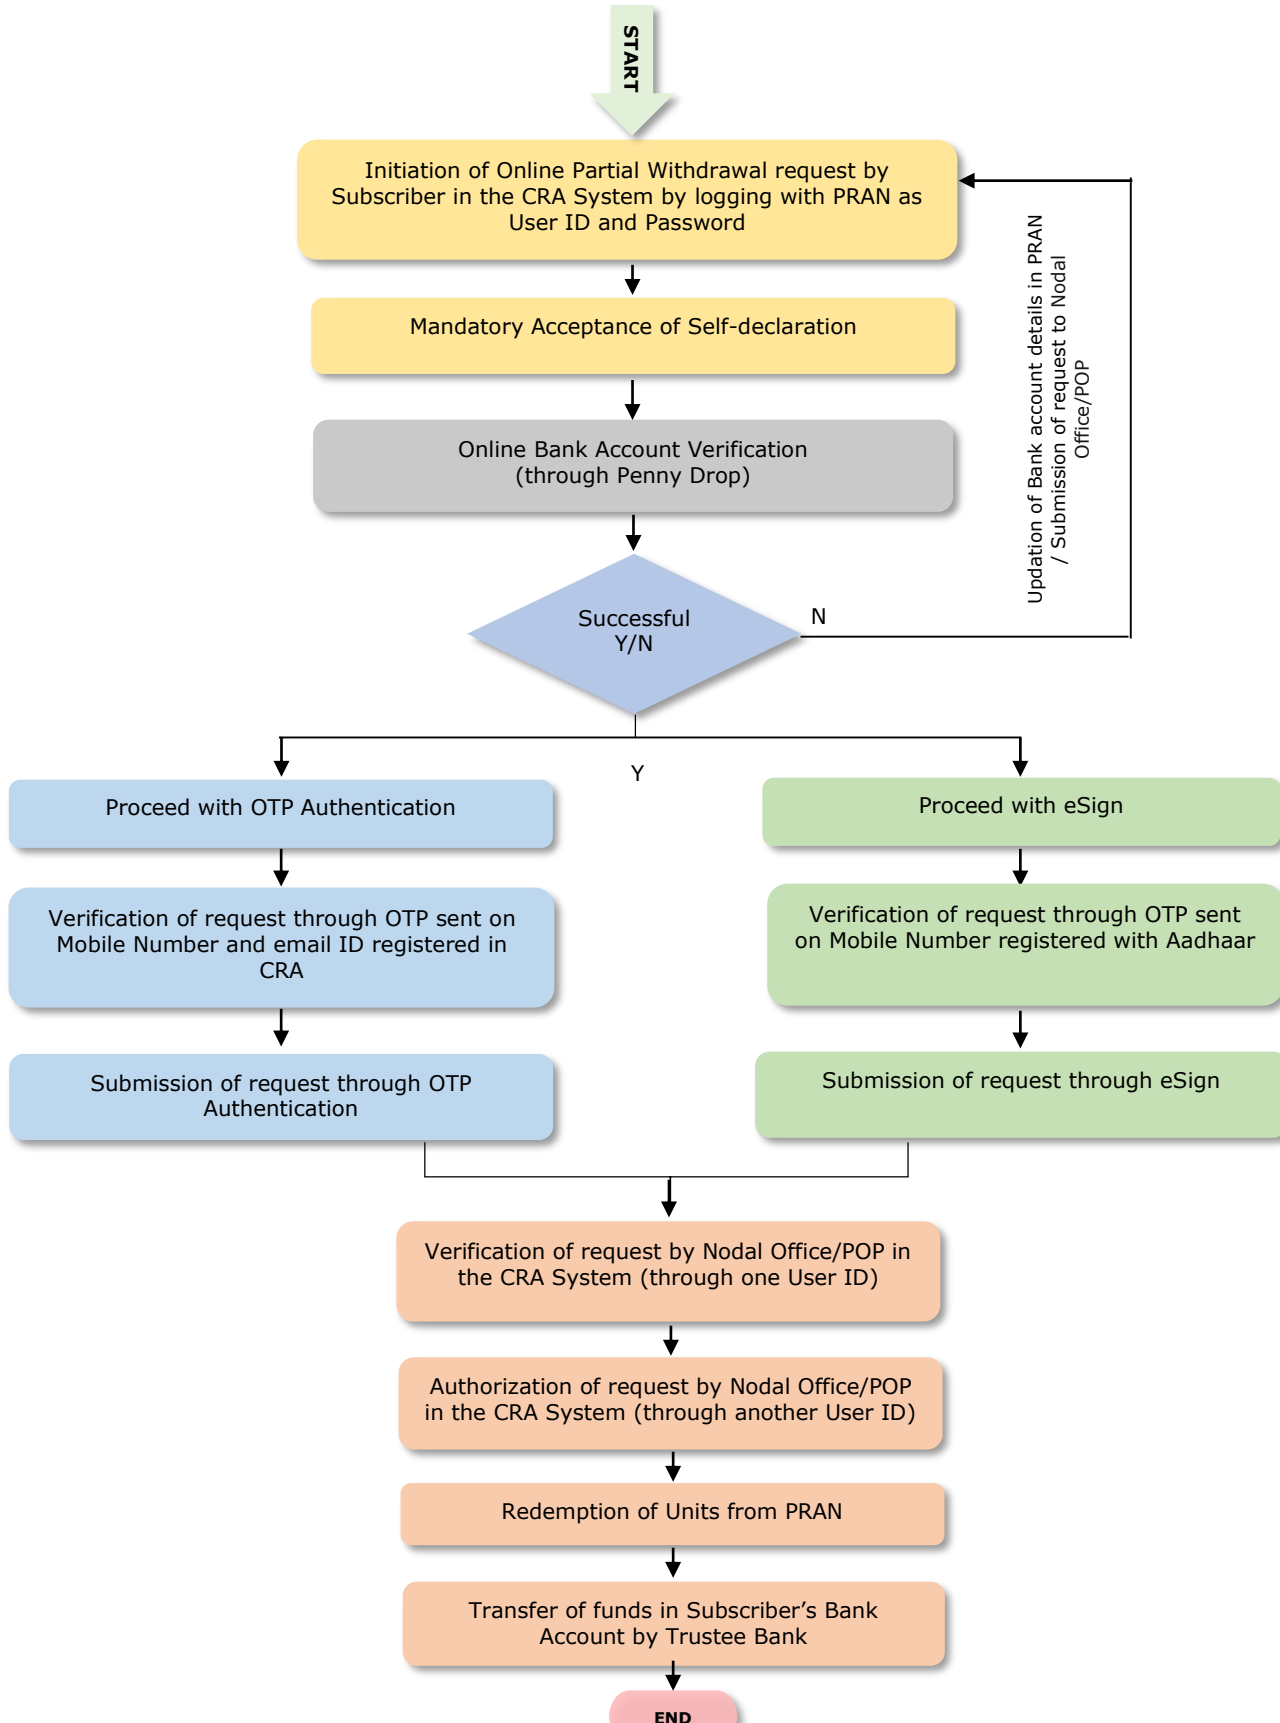 START
Initiation of Online Partial Withdrawal request by
Subscriber in the CRA System by logging with PRAN as
User ID and Password
Mandatory Acceptance of Self-declaration
Updation of Bank account details in PRAN
/ Submission of request to Nodal
Office/POP
Online Bank Account Verification
(through Penny Drop)
Successful
Y/N
N
Y
Proceed with OTP Authentication
Proceed with eSign
Verification of request through OTP sent on
Mobile Number and email ID registered in
CRA
Verification of request through OTP sent
on Mobile Number registered with Aadhaar
Submission of request through OTP
Authentication
Submission of request through eSign
Verification of request by Nodal Office/POP in
the CRA System (through one User ID)
Authorization of request by Nodal Office/POP
in the CRA System (through another User ID)
Redemption of Units from PRAN
Transfer of funds in Subscriber’s Bank
Account by Trustee Bank
END